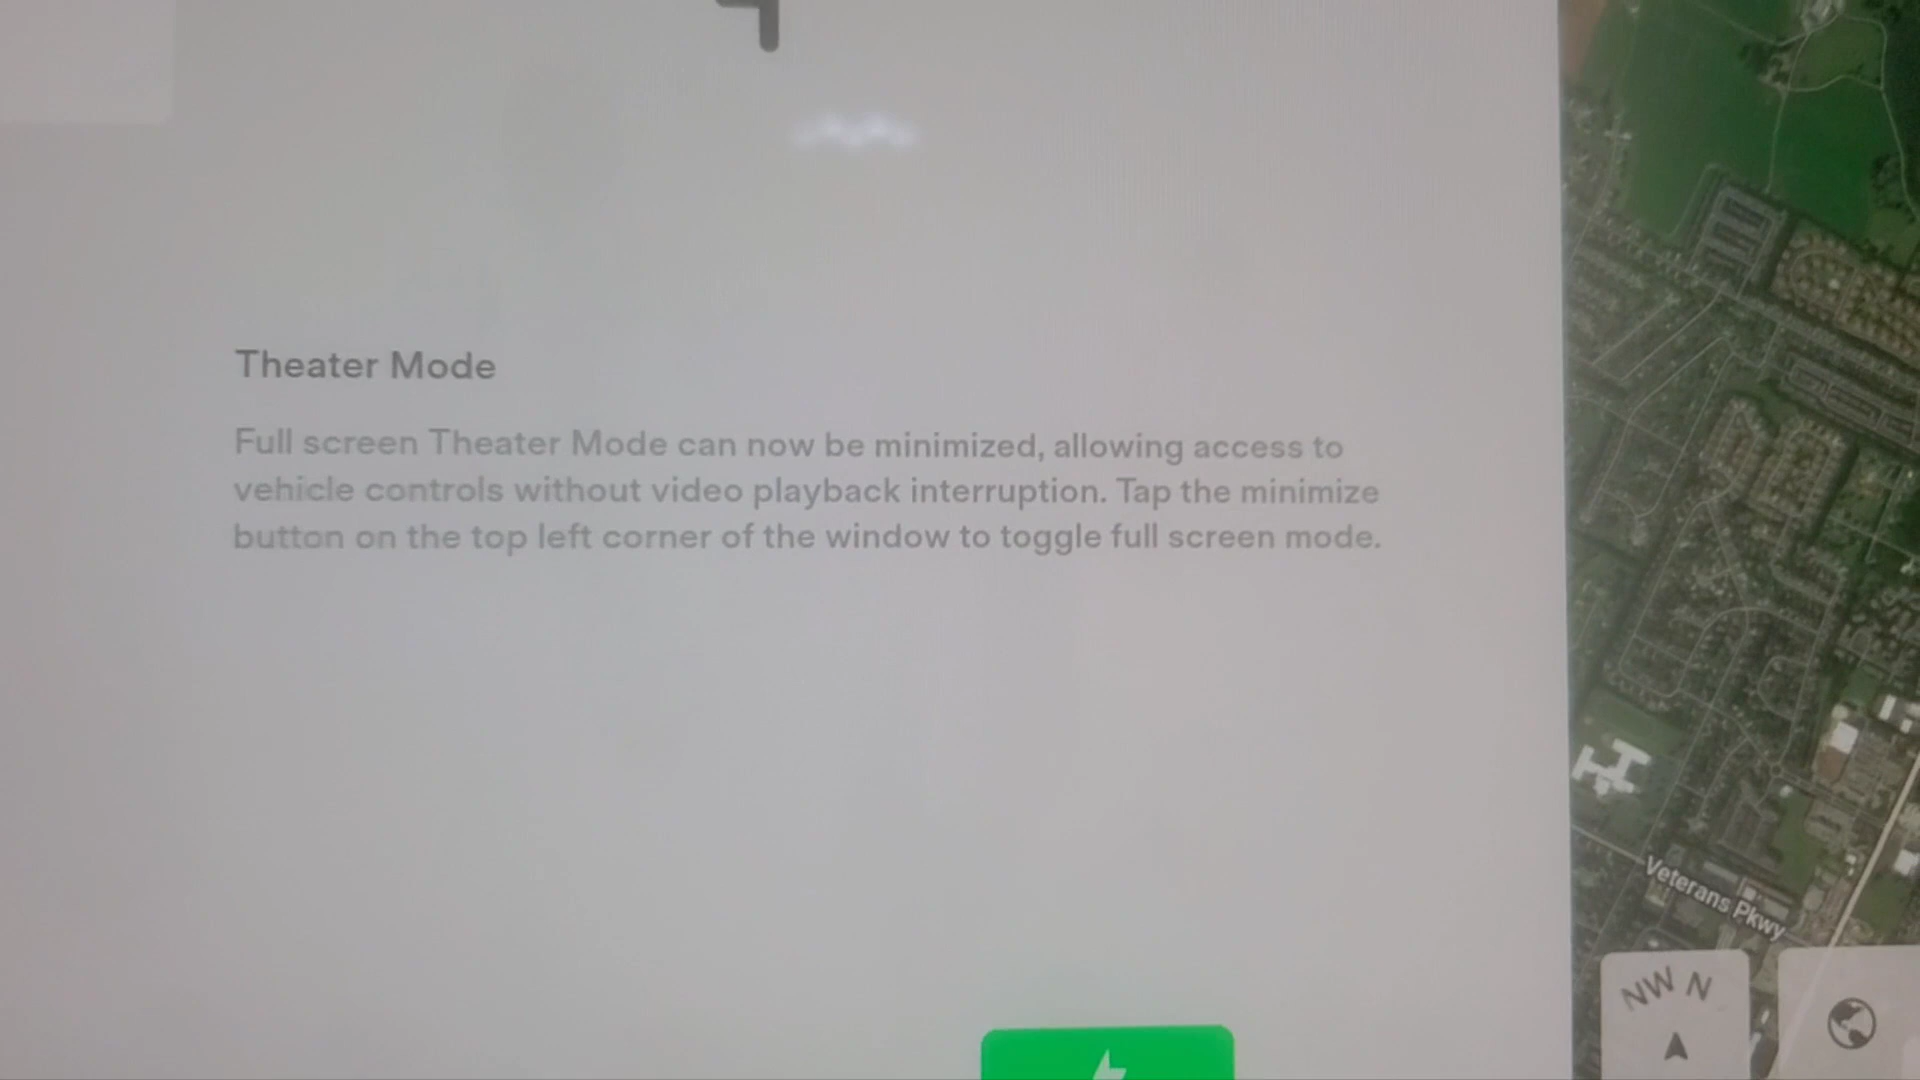 Theater Mode
Full screen Theater Mode can now be minimized, allowing access to
vehicle controls without video playback interruption. Tap the minimize
button on the top left corner of the window to toggle full screen mode.
Veterans Pkwy
NW N